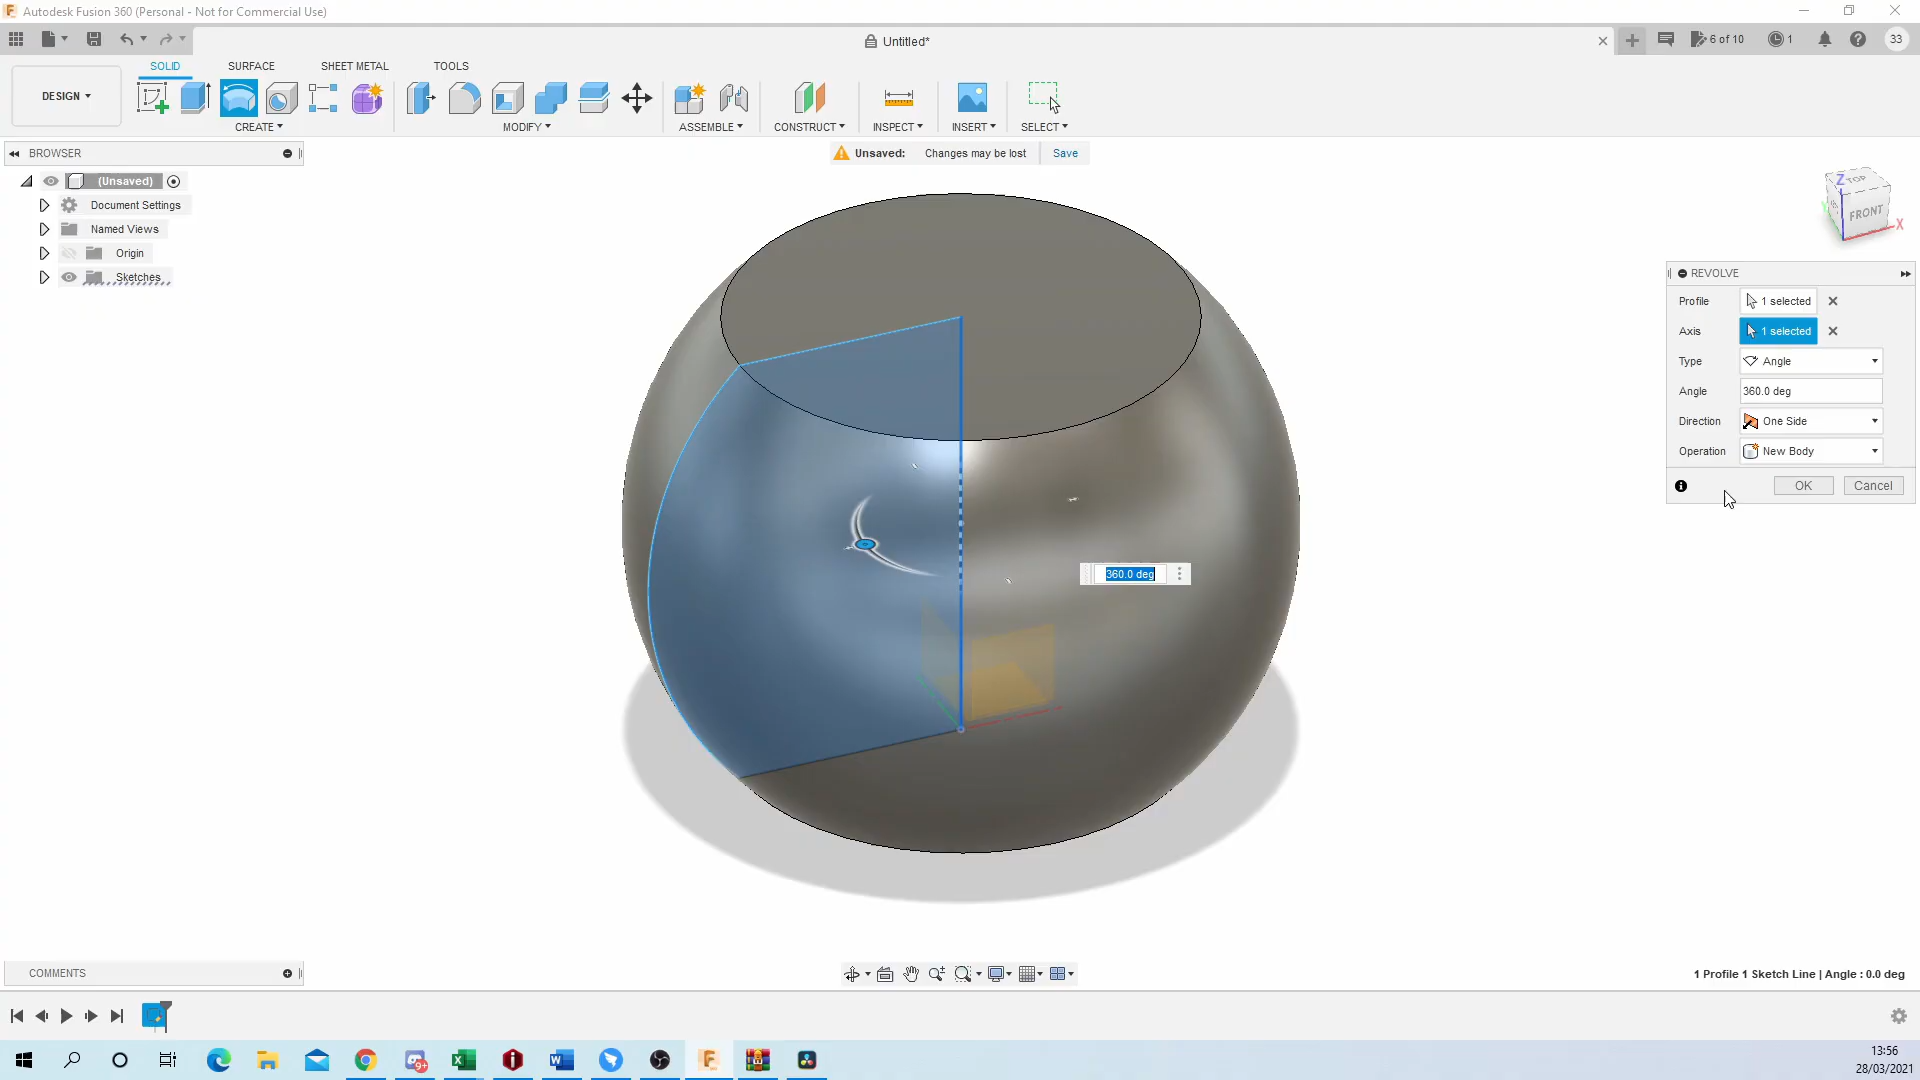 Autodesk Fusion 360 (Personal - Not for Commercial Use)
Untitled*
6 of 10
1
33
DESIGN
SOLID
SURFACE
SHEET METAL
TOOLS
CREATE
MODIFY
ASSEMBLE
CONSTRUCT
INSPECT
INSERT
SELECT
BROWSER
Unsaved: Changes may be lost Save
(Unsaved)
Document Settings
Named Views
Origin
Sketches
Z
TOP
FRONT
X
REVOLVE
Profile 1 selected
Axis 1 selected
Type Angle
Angle 360.0 deg
Direction One Side
Operation New Body
OK Cancel
360.0 deg
COMMENTS
1 Profile 1 Sketch Line | Angle : 0.0 deg
9+
13:56
28/03/2021